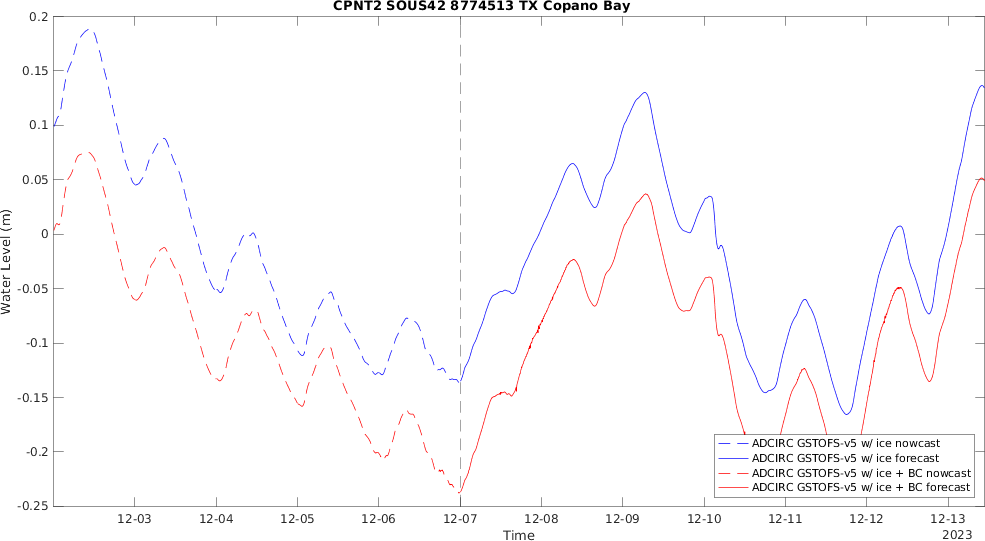 CPNT2 SOUS42 8774513 TX Copano Bay
0.2
0.15
0.1
0.05
0
-0.05
-0.1
-0.15
-0.2
-0.25
Water Level (m)
ADCIRC GSTOFS-v5 w/ ice nowcast
ADCIRC GSTOFS-v5 w/ ice forecast
ADCIRC GSTOFS-v5 w/ ice + BC nowcast
ADCIRC GSTOFS-v5 w/ ice + BC forecast
12-03 12-04 12-05 12-06 12-07 12-08 12-09 12-10 12-11 12-12 12-13
Time
2023